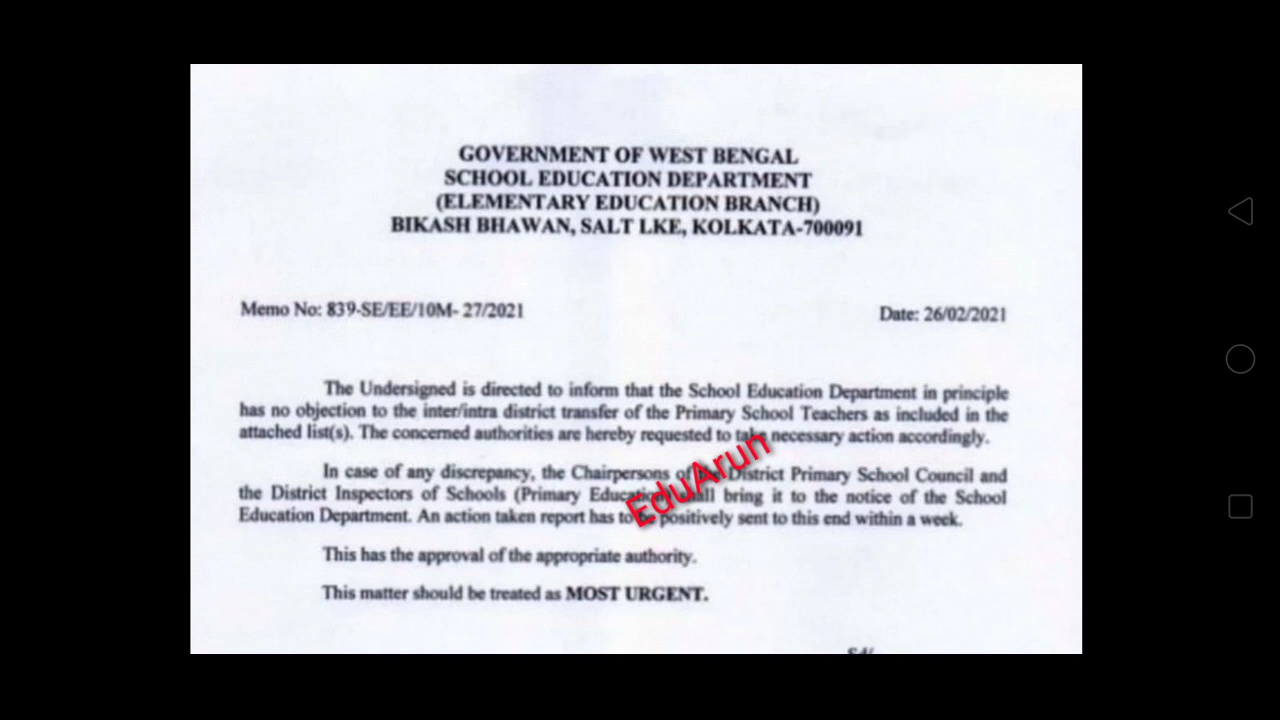 GOVERNMENT OF WEST BENGAL
SCHOOL EDUCATION DEPARTMENT
(ELEMENTARY EDUCATION BRANCH)
BIKASH BHAWAN, SALT LKE, KOLKATA-700091
Memo No: 839-SE/EE/10M- 27/2021 Date: 26/02/2021
The Undersigned is directed to inform that the School Education Department in principle
has no objection to the inter/intra district transfer of the Primary School Teachers as included in the
attached list(s). The concerned authorities are hereby requested to take necessary action accordingly.
In case of any discrepancy, the Chairpersons of the District Primary School Council and
the District Inspectors of Schools (Primary Education) shall bring it to the notice of the School
Education Department. An action taken report has to be positively sent to this end within a week.
EduArun
This has the approval of the appropriate authority.
This matter should be treated as MOST URGENT.